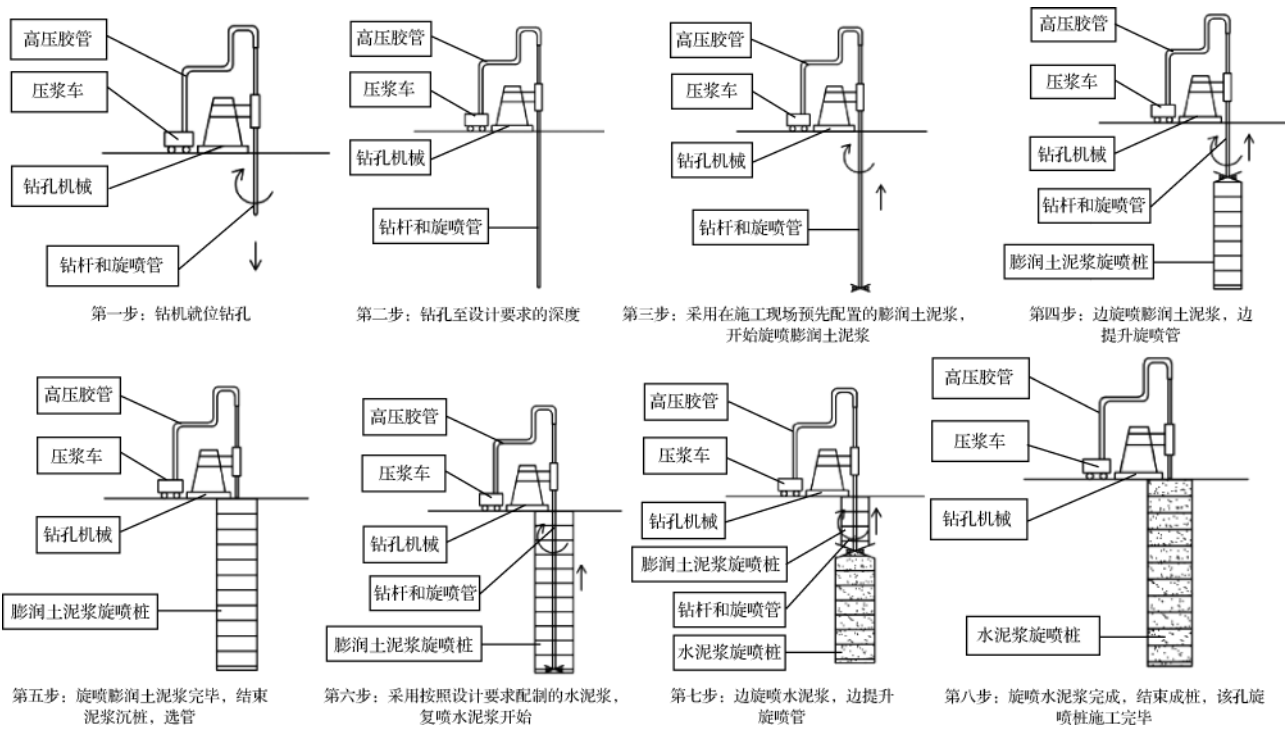 高压胶管
压浆车
钻孔机械
钻杆和旋喷管
第一步：钻机就位钻孔
高压胶管
压浆车
钻孔机械
钻杆和旋喷管
第二步：钻孔至设计要求的深度
高压胶管
压浆车
钻孔机械
钻杆和旋喷管
第三步：采用在施工现场预先配置的膨润土泥浆，
开始旋喷膨润土泥浆
高压胶管
压浆车
钻孔机械
钻杆和旋喷管
膨润土泥浆旋喷桩
第四步：边旋喷膨润土泥浆，边
提升旋喷管
高压胶管
压浆车
钻孔机械
膨润土泥浆旋喷桩
第五步：旋喷膨润土泥浆完毕，结束
泥浆沉桩，选管
高压胶管
压浆车
钻孔机械
钻杆和旋喷管
膨润土泥浆旋喷桩
第六步：采用按照设计要求配制的水泥浆，
复喷水泥浆开始
高压胶管
压浆车
钻孔机械
膨润土泥浆旋喷桩
钻杆和旋喷管
水泥浆旋喷桩
第七步：边旋喷水泥浆，边提升
旋喷管
高压胶管
压浆车
钻孔机械
水泥浆旋喷桩
第八步：旋喷水泥浆完成，结束成桩，该孔旋
喷桩施工完毕